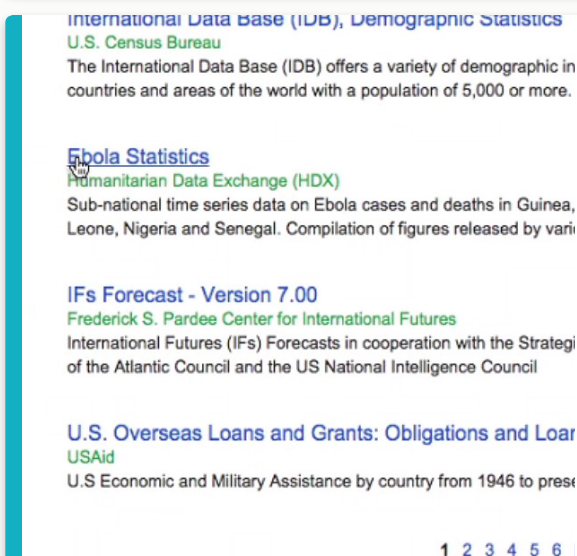 International Data Base (IDB), Demographic Statistics
U.S. Census Bureau
The International Data Base (IDB) offers a variety of demographic in
countries and areas of the world with a population of 5,000 or more.
Ebola Statistics
Humanitarian Data Exchange (HDX)
Sub-national time series data on Ebola cases and deaths in Guinea,
Leone, Nigeria and Senegal. Compilation of figures released by vari
IFs Forecast - Version 7.00
Frederick S. Pardee Center for International Futures
International Futures (IFs) Forecasts in cooperation with the Strategi
of the Atlantic Council and the US National Intelligence Council
U.S. Overseas Loans and Grants: Obligations and Loar
USAid
U.S Economic and Military Assistance by country from 1946 to prese
1 2 3 4 5 6